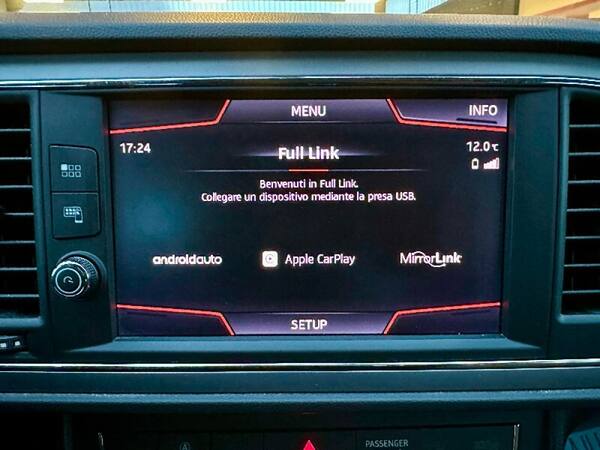 MENU
INFO
17:24
Full Link
12.0 °C
Benvenuti in Full Link.
Collegare un dispositivo mediante la presa USB.
androidauto
Apple CarPlay
MirrorLink
SETUP
A
PASSENGER